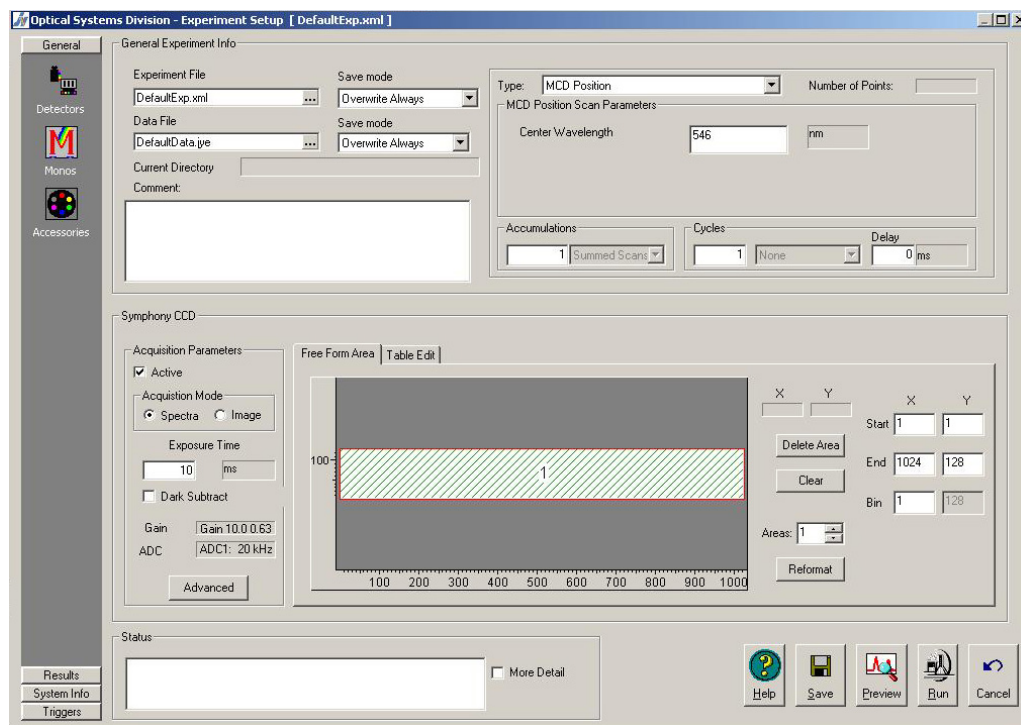 Optical Systems Division - Experiment Setup [ DefaultExp.xml ]
General
Detectors
Monos
Accessories
Results
System Info
Triggers
General Experiment Info
Experiment File
Save mode
DefaultExp.xml ... Overwrite Always
Data File
Save mode
DefaultData.jye ... Overwrite Always
Current Directory
Comment:
Type: MCD Position Number of Points:
MCD Position Scan Parameters
Center Wavelength 546 nm
Accumulations
1 Summed Scans
Cycles
Delay
1 None 0 ms
Symphony CCD
Acquisition Parameters
Active
Acquistion Mode
Spectra Image
Exposure Time
10 ms
Dark Subtract
Gain Gain 10.0 0.63
ADC ADC1: 20 kHz
Advanced
Free Form Area Table Edit
100
1
100 200 300 400 500 600 700 800 900 1000
X Y
Delete Area
Clear
Areas: 1
Reformat
X Y
Start 1 1
End 1024 128
Bin 1 128
Status
More Detail
Help Save Preview Run Cancel